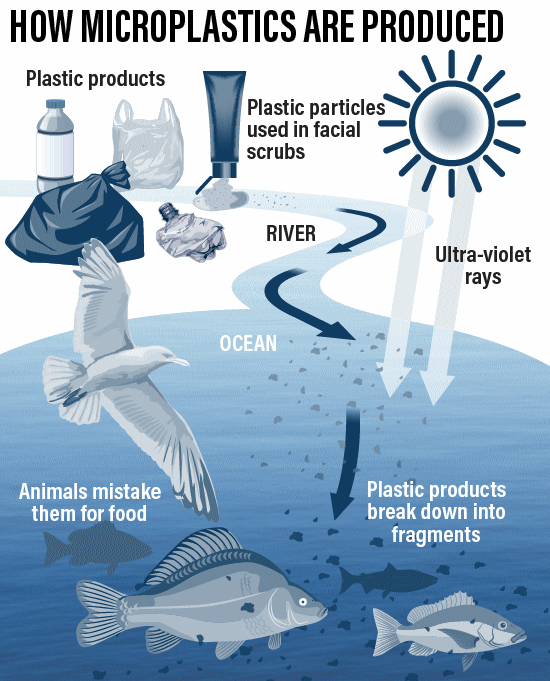 HOW MICROPLASTICS ARE PRODUCED
Plastic products
Plastic particles
used in facial
scrubs
RIVER
Ultra-violet
rays
OCEAN
Animals mistake
them for food
Plastic products
break down into
fragments